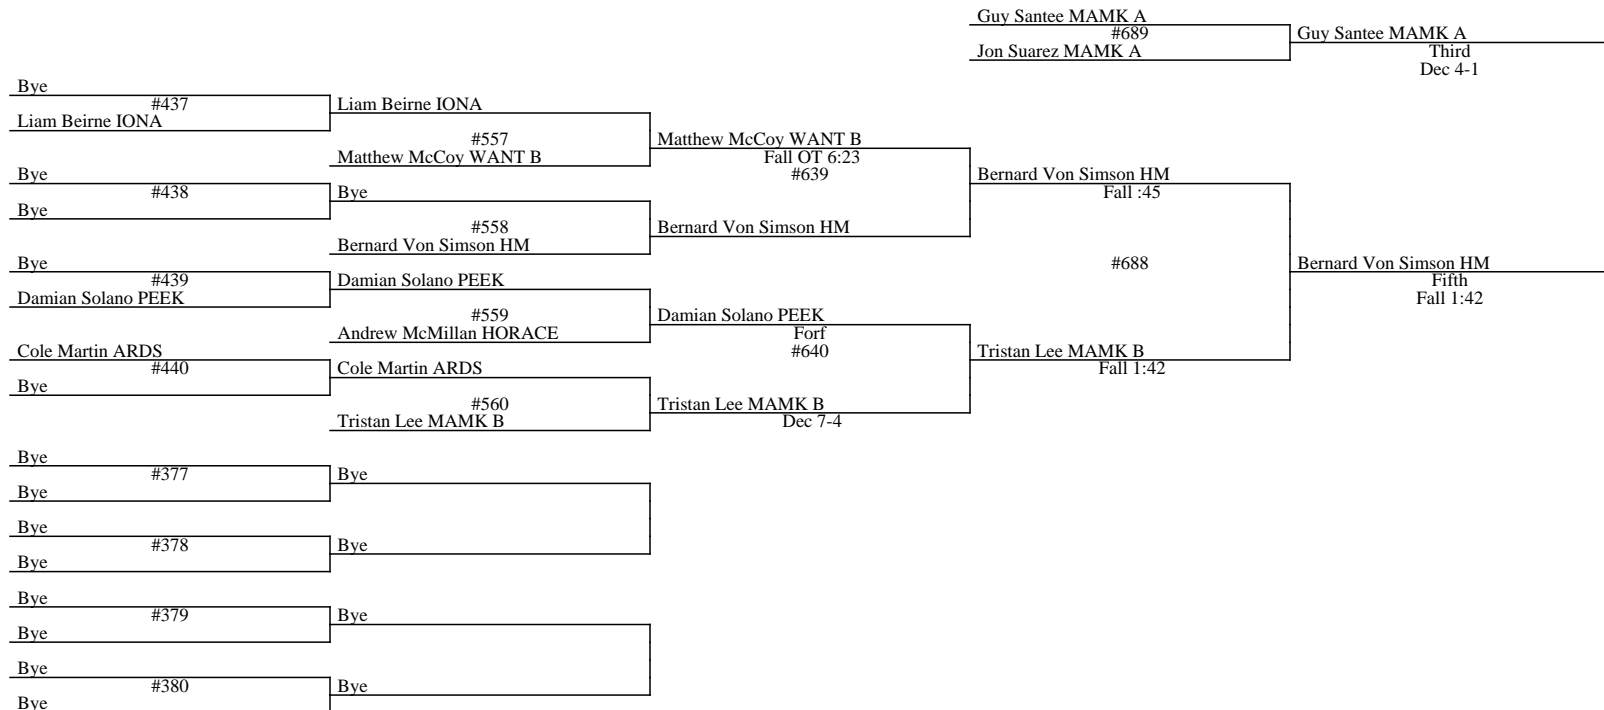 Guy Santee MAMK A
#689
Jon Suarez MAMK A
Guy Santee MAMK A
Third
Dec 4-1
Bye
#437
Liam Beirne IONA
Liam Beirne IONA
#557
Matthew McCoy WANT B
Matthew McCoy WANT B
Fall OT 6:23
#639
Bye
#438
Bye
Bye
#558
Bernard Von Simson HM
Bernard Von Simson HM
Bernard Von Simson HM
Fall :45
Bye
#439
Damian Solano PEEK
Damian Solano PEEK
#559
Andrew McMillan HORACE
Damian Solano PEEK
Forf
#640
#688
Bernard Von Simson HM
Fifth
Fall 1:42
Cole Martin ARDS
#440
Bye
Cole Martin ARDS
#560
Tristan Lee MAMK B
Tristan Lee MAMK B
Dec 7-4
Tristan Lee MAMK B
Fall 1:42
Bye
#377
Bye
Bye
Bye
#378
Bye
Bye
Bye
#379
Bye
Bye
Bye
#380
Bye
Bye